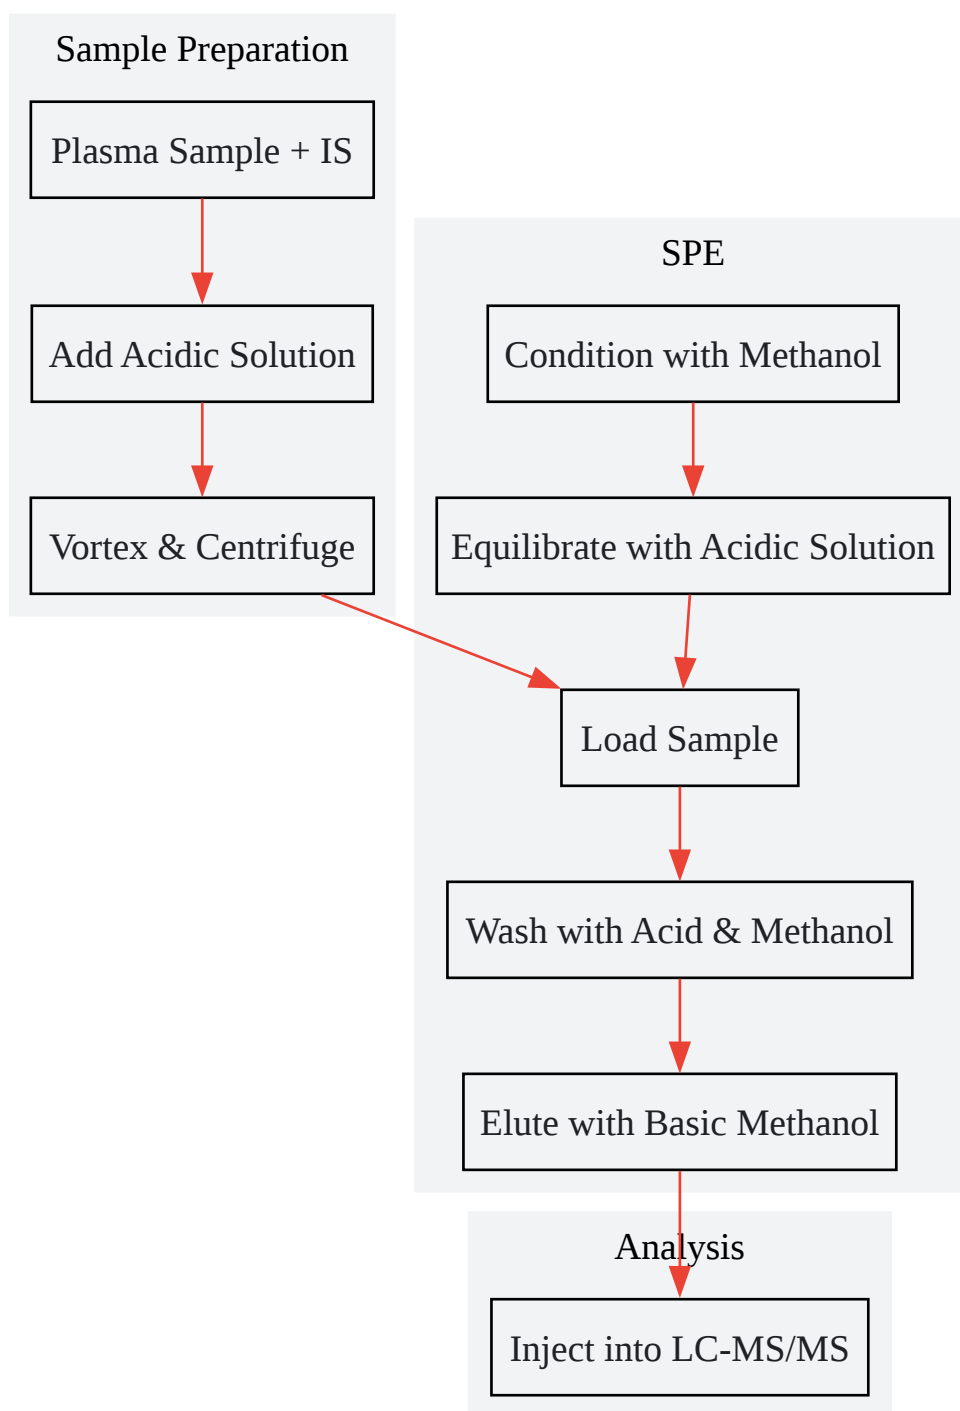 Sample Preparation
Plasma Sample + IS
Add Acidic Solution
Vortex & Centrifuge
SPE
Condition with Methanol
Equilibrate with Acidic Solution
Load Sample
Wash with Acid & Methanol
Elute with Basic Methanol
Analysis
Inject into LC-MS/MS